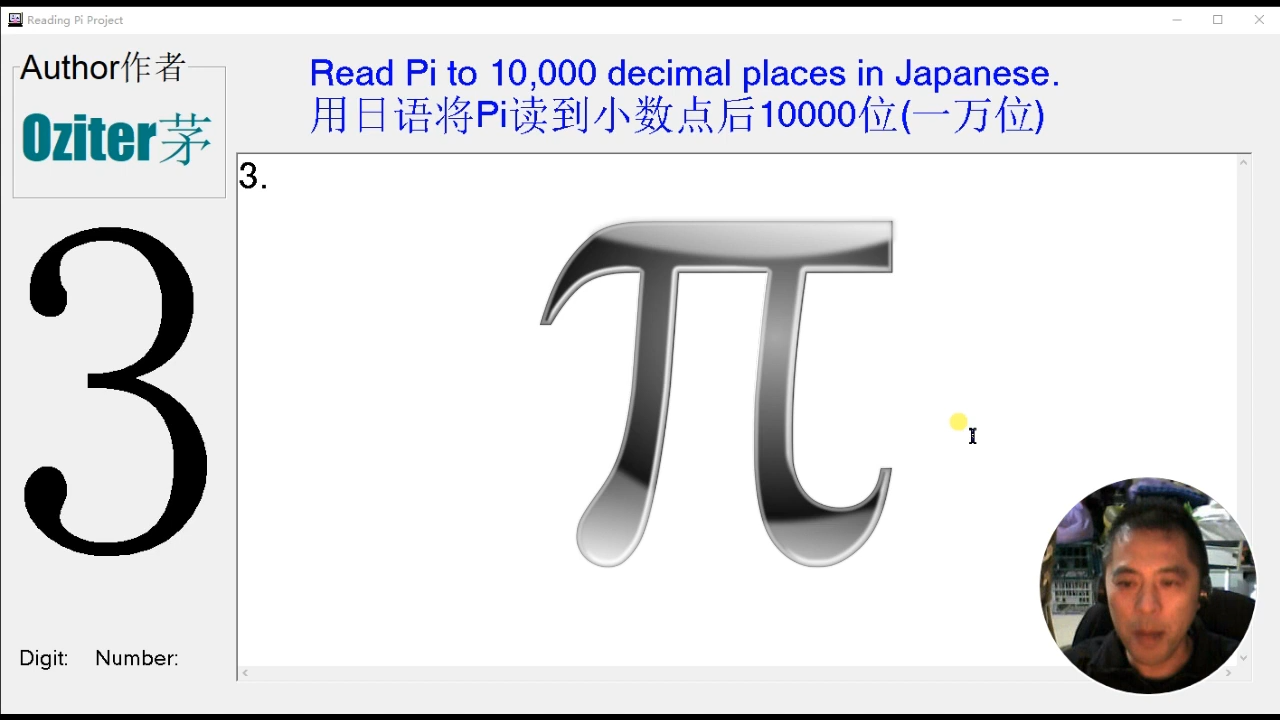 Reading Pi Project
Author作者
Oziter茅
Read Pi to 10,000 decimal places in Japanese.
用日语将Pi读到小数点后10000位(一万位)
3.
π
3
Digit: Number: